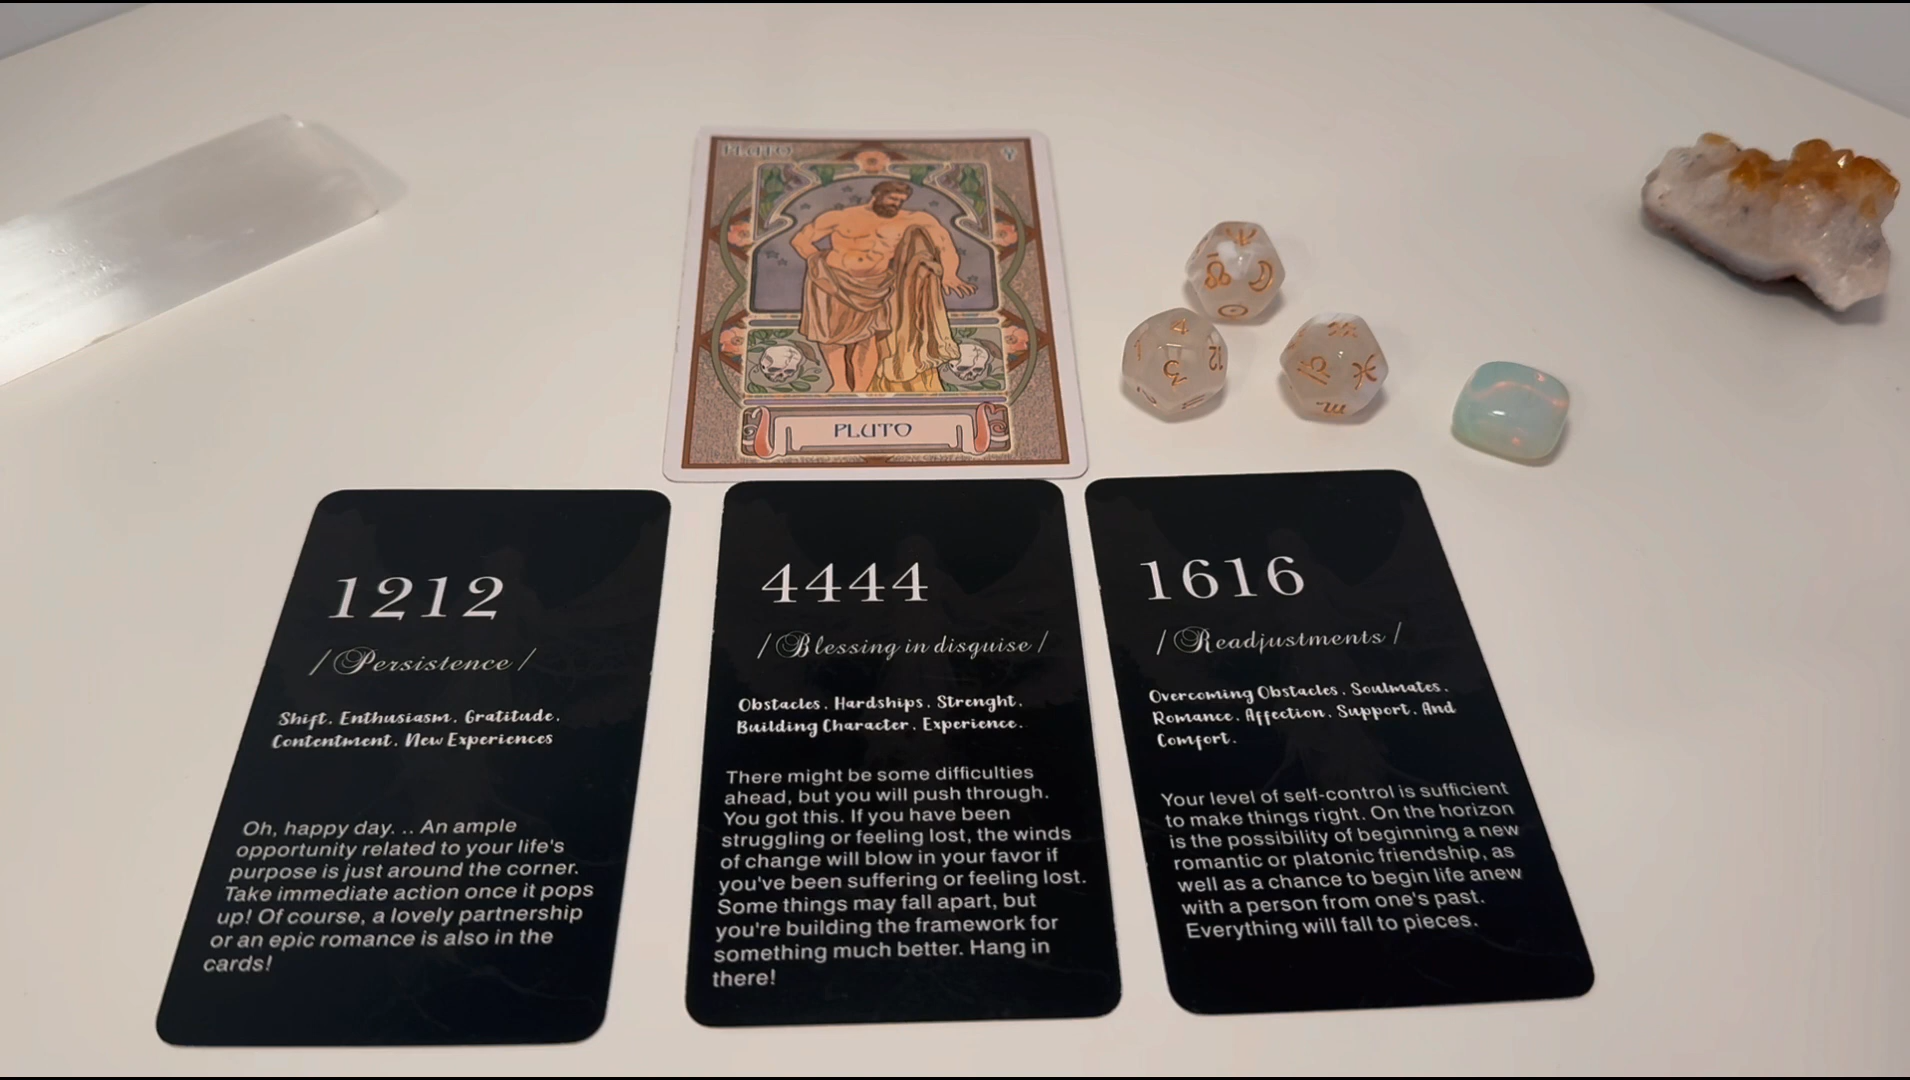 PLUTO
PLUTO
4
12
3
1212
/ Persistence /
Shift. Enthusiasm. Gratitude.
Contentment. New Experiences
Oh, happy day. .. An ample
opportunity related to your life's
purpose is just around the corner.
Take immediate action once it pops
up! Of course, a lovely partnership
or an epic romance is also in the
cards!
4444
/ Blessing in disguise /
Obstacles. Hardships. Strenght.
Building Character. Experience.
There might be some difficulties
ahead, but you will push through.
You got this. If you have been
struggling or feeling lost, the winds
of change will blow in your favor if
you've been suffering or feeling lost.
Some things may fall apart, but
you're building the framework for
something much better. Hang in
there!
1616
/ Readjustments /
Overcoming Obstacles. Soulmates.
Romance. Affection. Support. And
Comfort.
Your level of self-control is sufficient
to make things right. On the horizon
is the possibility of beginning a new
romantic or platonic friendship, as
well as a chance to begin life anew
with a person from one's past.
Everything will fall to pieces.